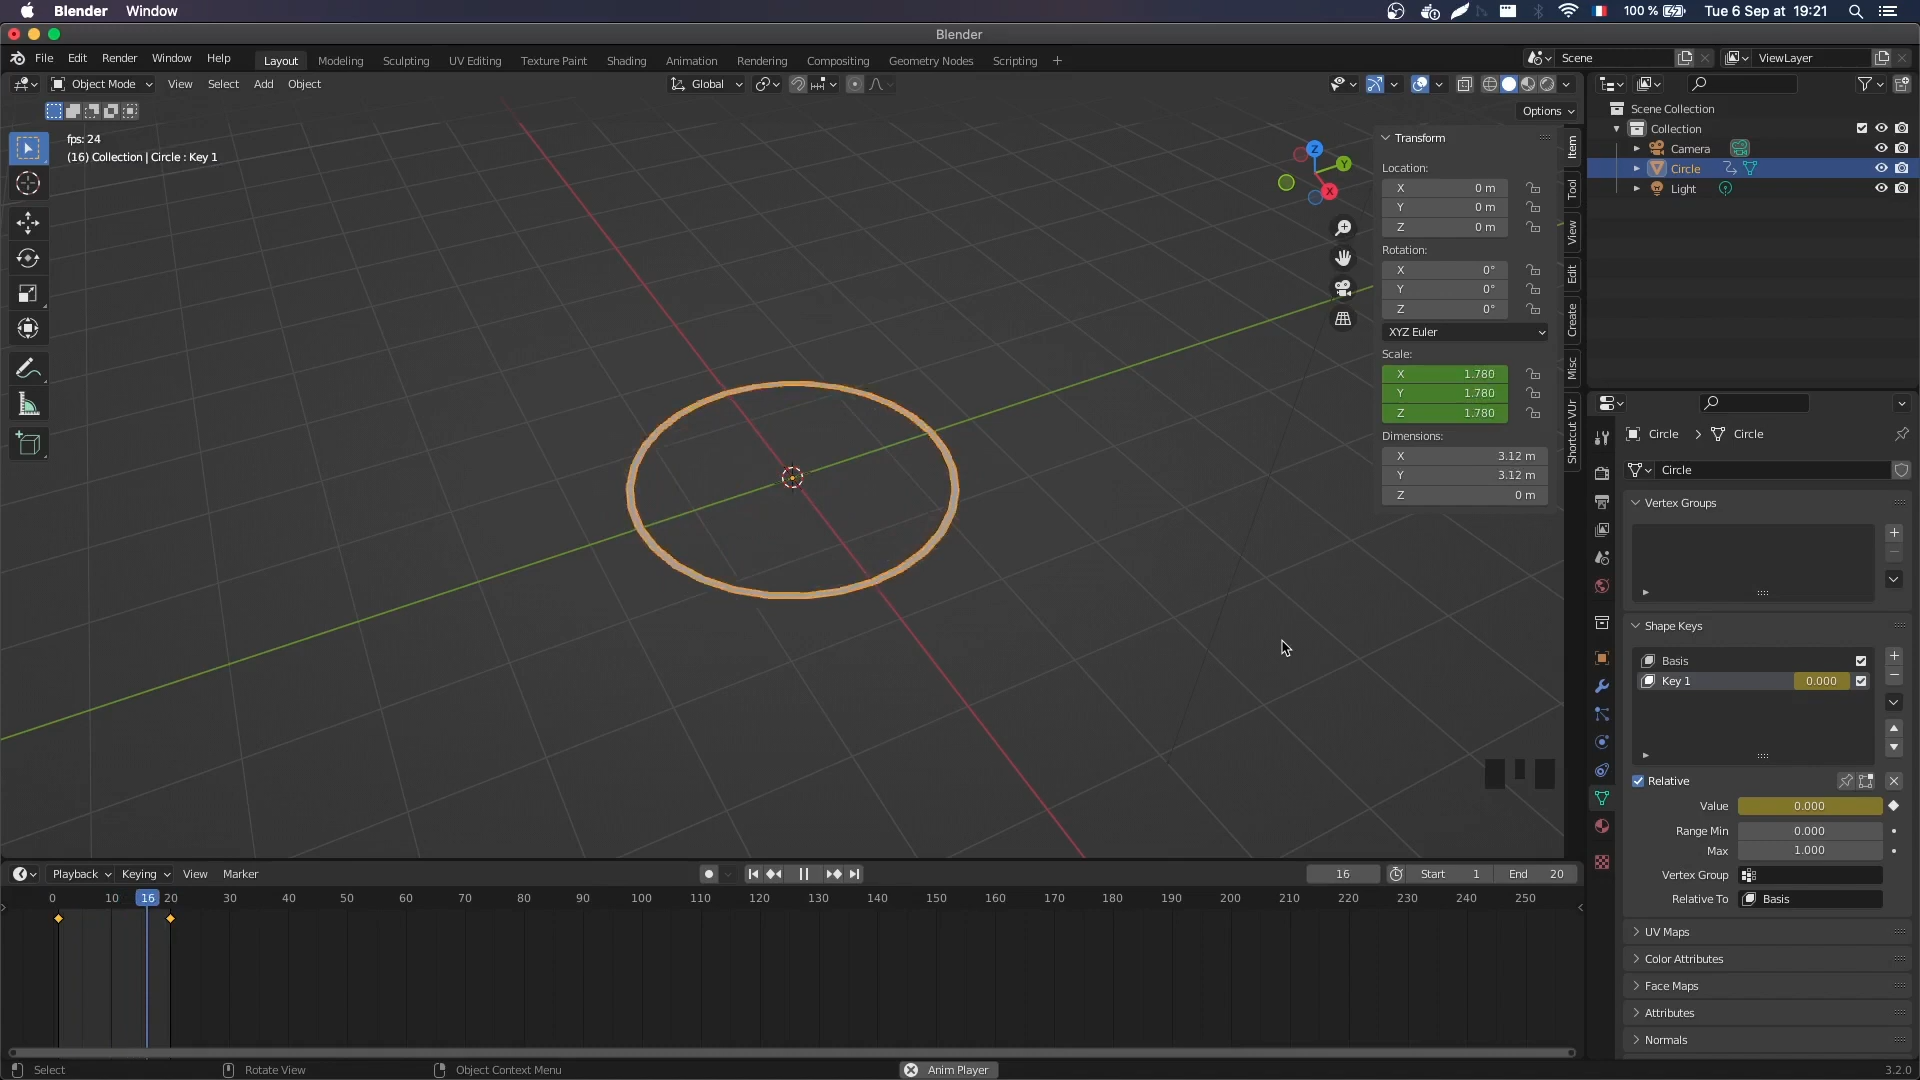 Blender Window 100 % Tue 6 Sep at 19:21
Blender
File Edit Render Window Help Layout Modeling Sculpting UV Editing Texture Paint Shading Animation Rendering Compositing Geometry Nodes Scripting + Scene ViewLayer
Object Mode View Select Add Object Global
Options
fps: 24
(16) Collection | Circle : Key 1
Z
Y
X
Transform
Location:
X 0 m
Y 0 m
Z 0 m
Rotation:
X 0°
Y 0°
Z 0°
XYZ Euler
Scale:
X 1.780
Y 1.780
Z 1.780
Dimensions:
X 3.12 m
Y 3.12 m
Z 0 m
Item
Tool
View
Edit
Create
Misc
Shortcut VUr
Scene Collection
Collection
Camera
Circle
Light
Circle > Circle
Circle
Vertex Groups
Shape Keys
Basis
Key 1 0.000
Relative
Value 0.000
Range Min 0.000
Max 1.000
Vertex Group
Relative To Basis
UV Maps
Color Attributes
Face Maps
Attributes
Normals
Playback Keying View Marker 16 Start 1 End 20
0 10 16 20 30 40 50 60 70 80 90 100 110 120 130 140 150 160 170 180 190 200 210 220 230 240 250
Select Rotate View Object Context Menu Anim Player 3.2.0